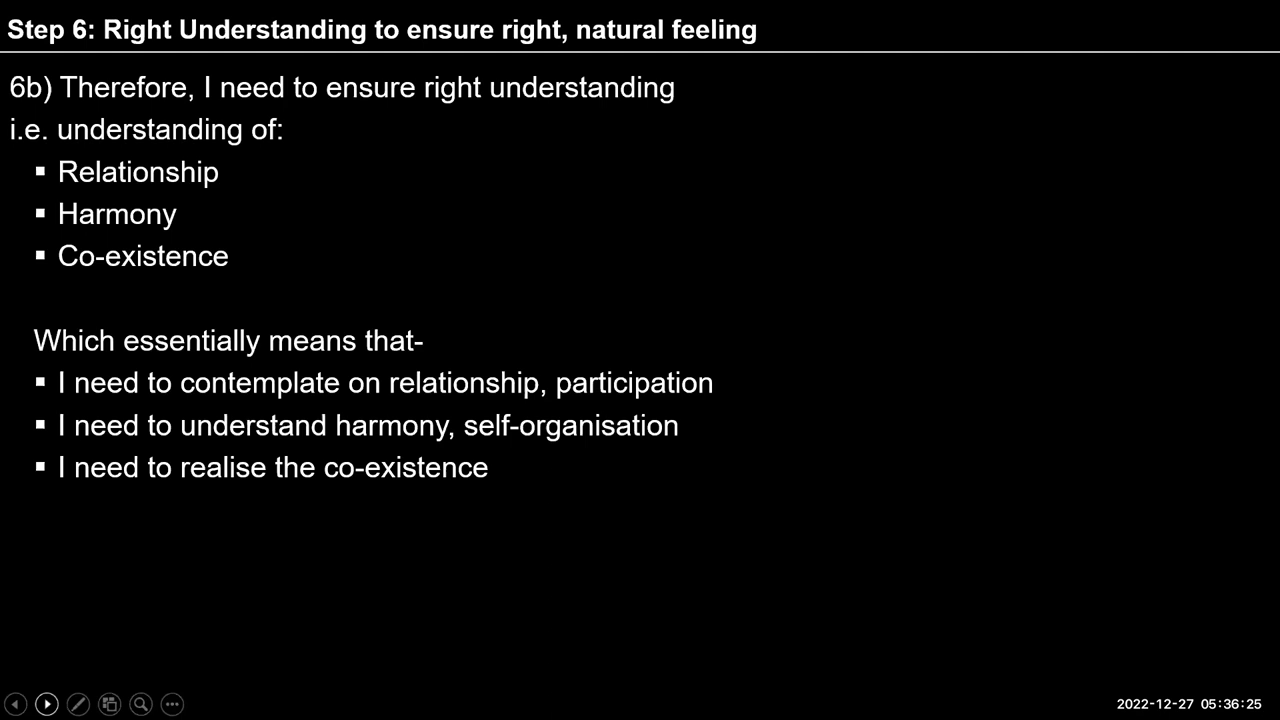 Step 6: Right Understanding to ensure right, natural feeling
6b) Therefore, I need to ensure right understanding
i.e. understanding of:
▪ Relationship
▪ Harmony
▪ Co-existence
Which essentially means that-
▪ I need to contemplate on relationship, participation
▪ I need to understand harmony, self-organisation
▪ I need to realise the co-existence
2022-12-27 05:36:25